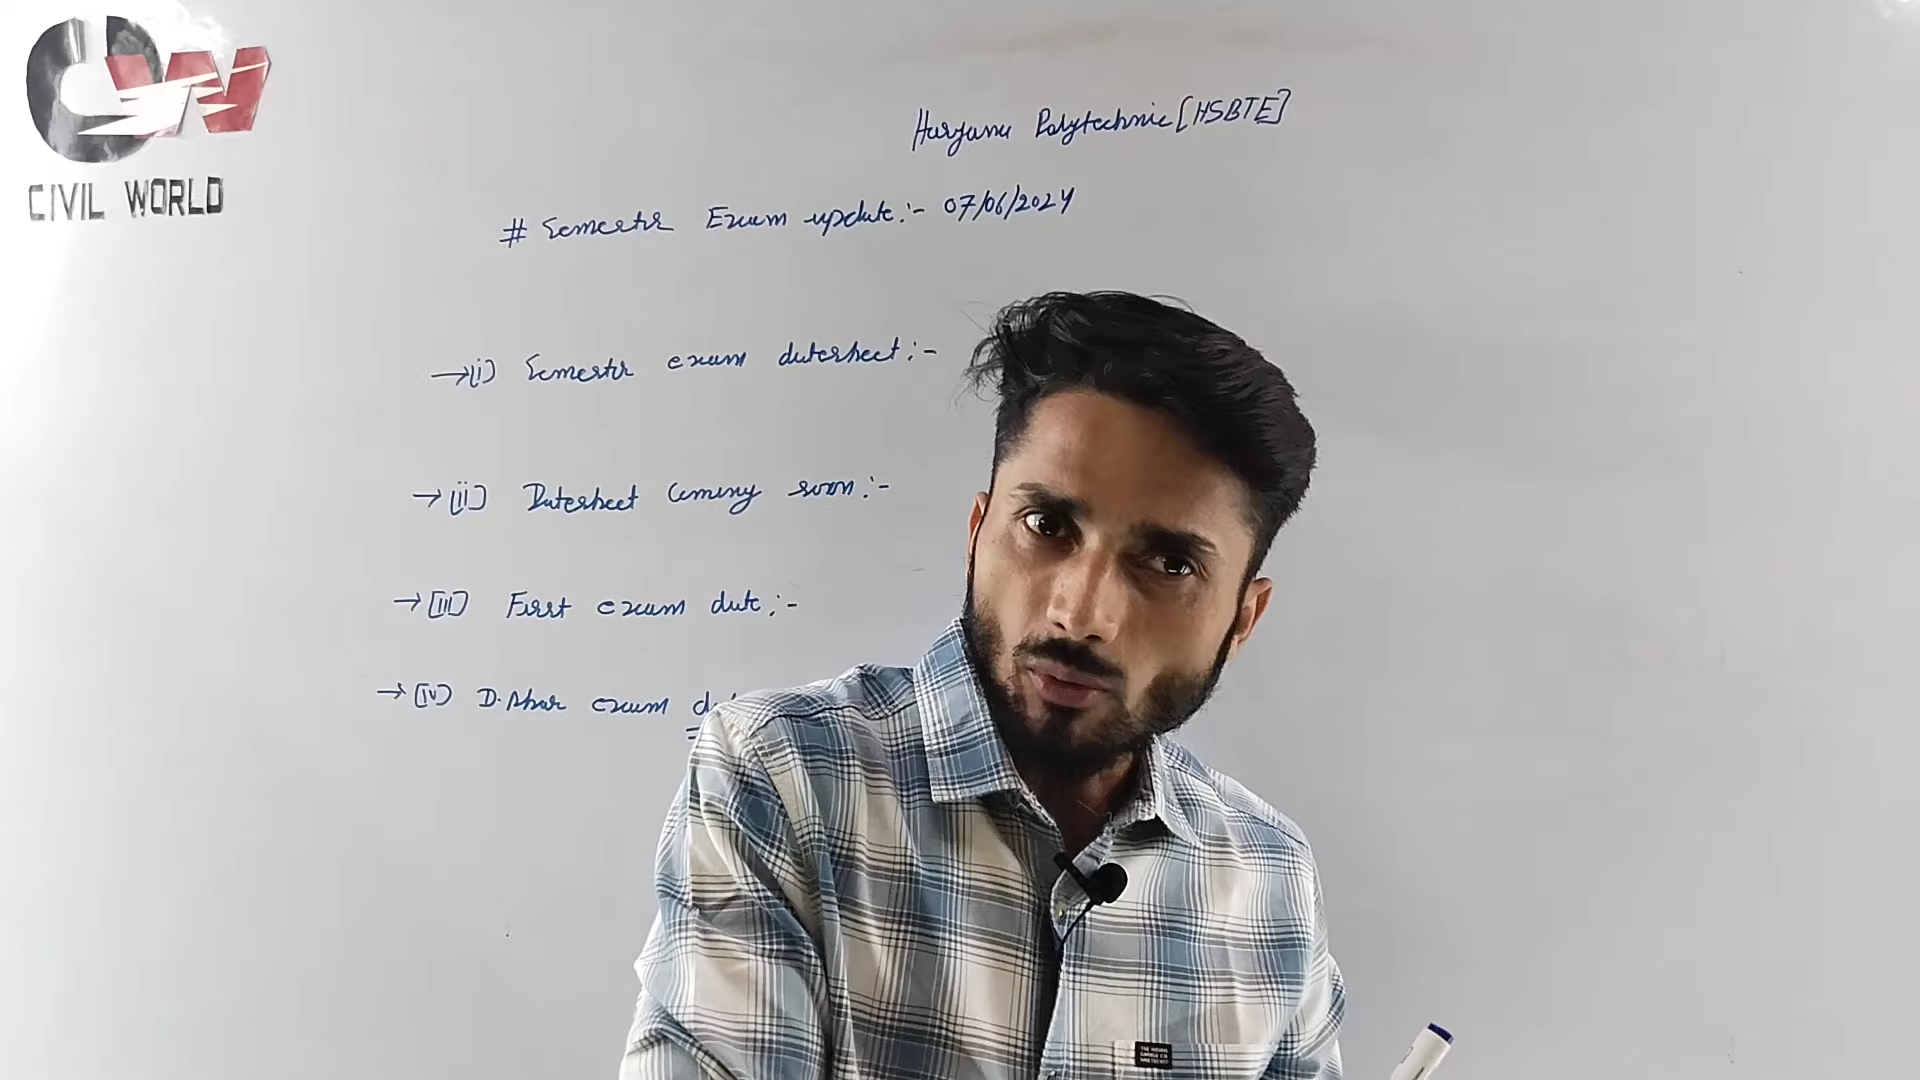 CW
CIVIL WORLD
Haryana Polytechnic [HSBTE]
# Semester Exam update:- 07/06/2024
→(i) Semester exam datesheet:-
→(ii) Datesheet Coming soon:-
→(iii) First exam date:-
→(iv) D.Phar exam